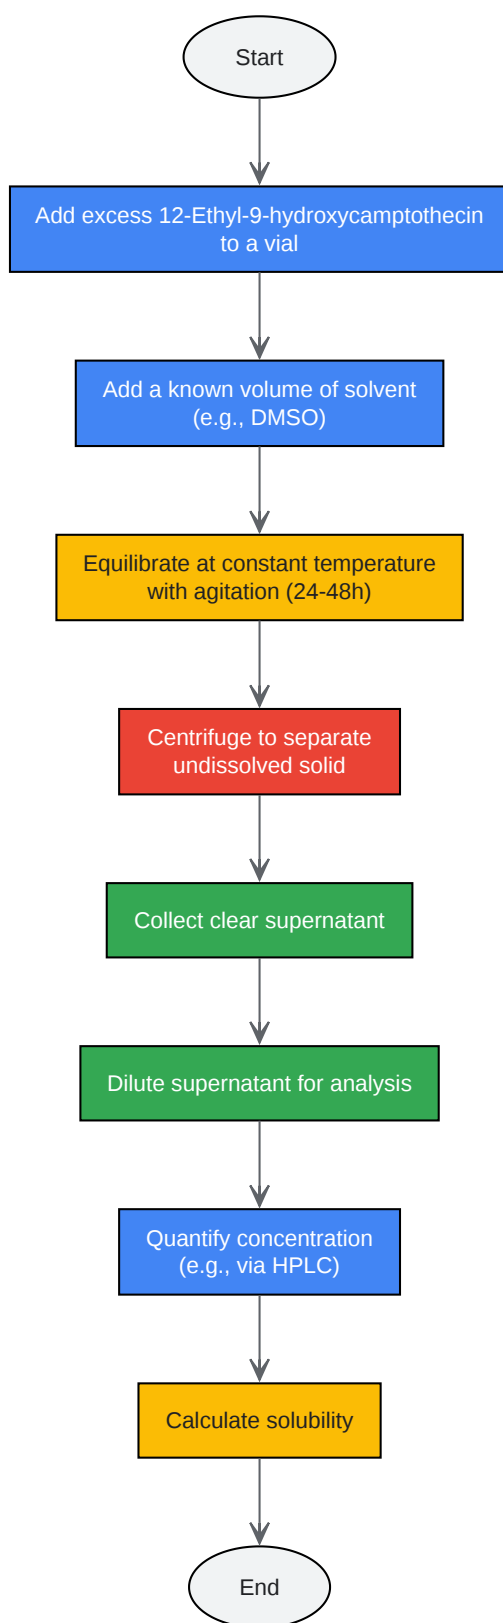 Start
Add excess 12-Ethyl-9-hydroxycamptothecin
to a vial
Add a known volume of solvent
(e.g., DMSO)
Equilibrate at constant temperature
with agitation (24-48h)
Centrifuge to separate
undissolved solid
Collect clear supernatant
Dilute supernatant for analysis
Quantify concentration
(e.g., via HPLC)
Calculate solubility
End